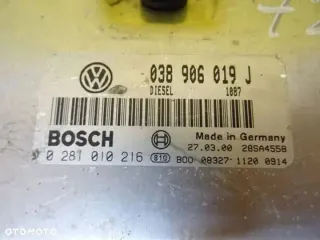 038 906 019 J
DIESEL 1087
BOSCH
Made in Germany
27.03.00 28SA4558
0 281 010 216 810 B00 08327 1120 0914
OTOMOTO